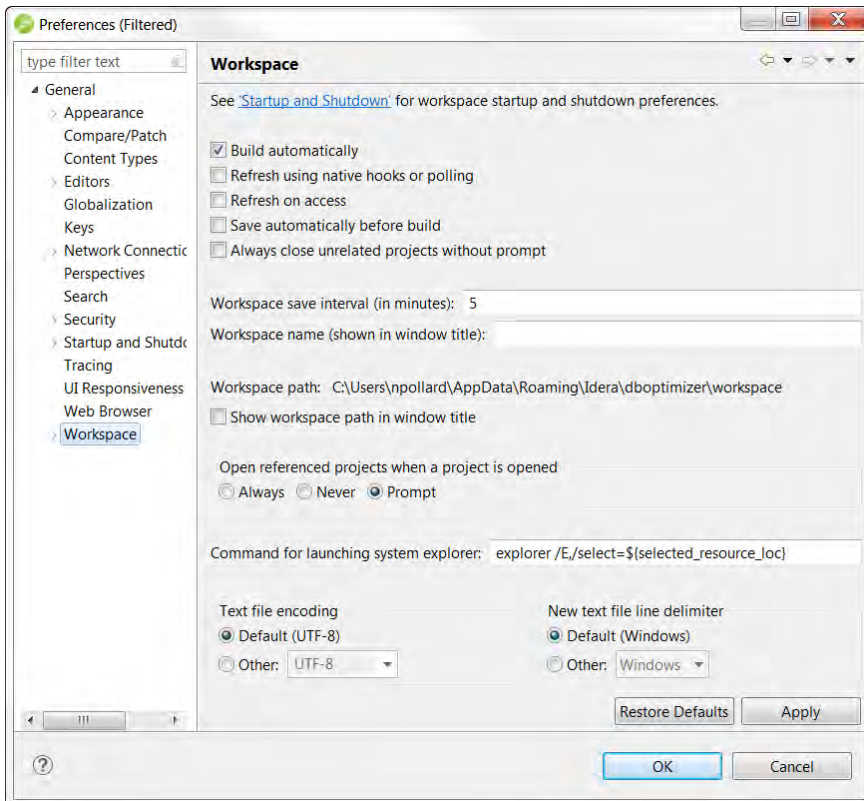 Preferences (Filtered)
type filter text
General
Appearance
Compare/Patch
Content Types
Editors
Globalization
Keys
Network Connectic
Perspectives
Search
Security
Startup and Shutdo
Tracing
UI Responsiveness
Web Browser
Workspace
Workspace
See 'Startup and Shutdown' for workspace startup and shutdown preferences.
Build automatically
Refresh using native hooks or polling
Refresh on access
Save automatically before build
Always close unrelated projects without prompt
Workspace save interval (in minutes): 5
Workspace name (shown in window title):
Workspace path: C:\Users\npollard\AppData\Roaming\Idera\dboptimizer\workspace
Show workspace path in window title
Open referenced projects when a project is opened
Always Never Prompt
Command for launching system explorer: explorer /E,/select=${selected_resource_loc}
Text file encoding
Default (UTF-8)
Other: UTF-8
New text file line delimiter
Default (Windows)
Other: Windows
Restore Defaults Apply
OK Cancel